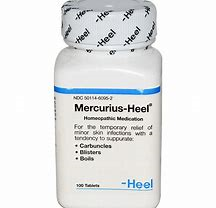 NDC 50114-6095-2
Mercurius-Heel®
Homeopathic Medication
For the temporary relief
of minor skin infections with a
tendency to suppurate:
• Carbuncles
• Blisters
• Boils
100 Tablets
-Heel